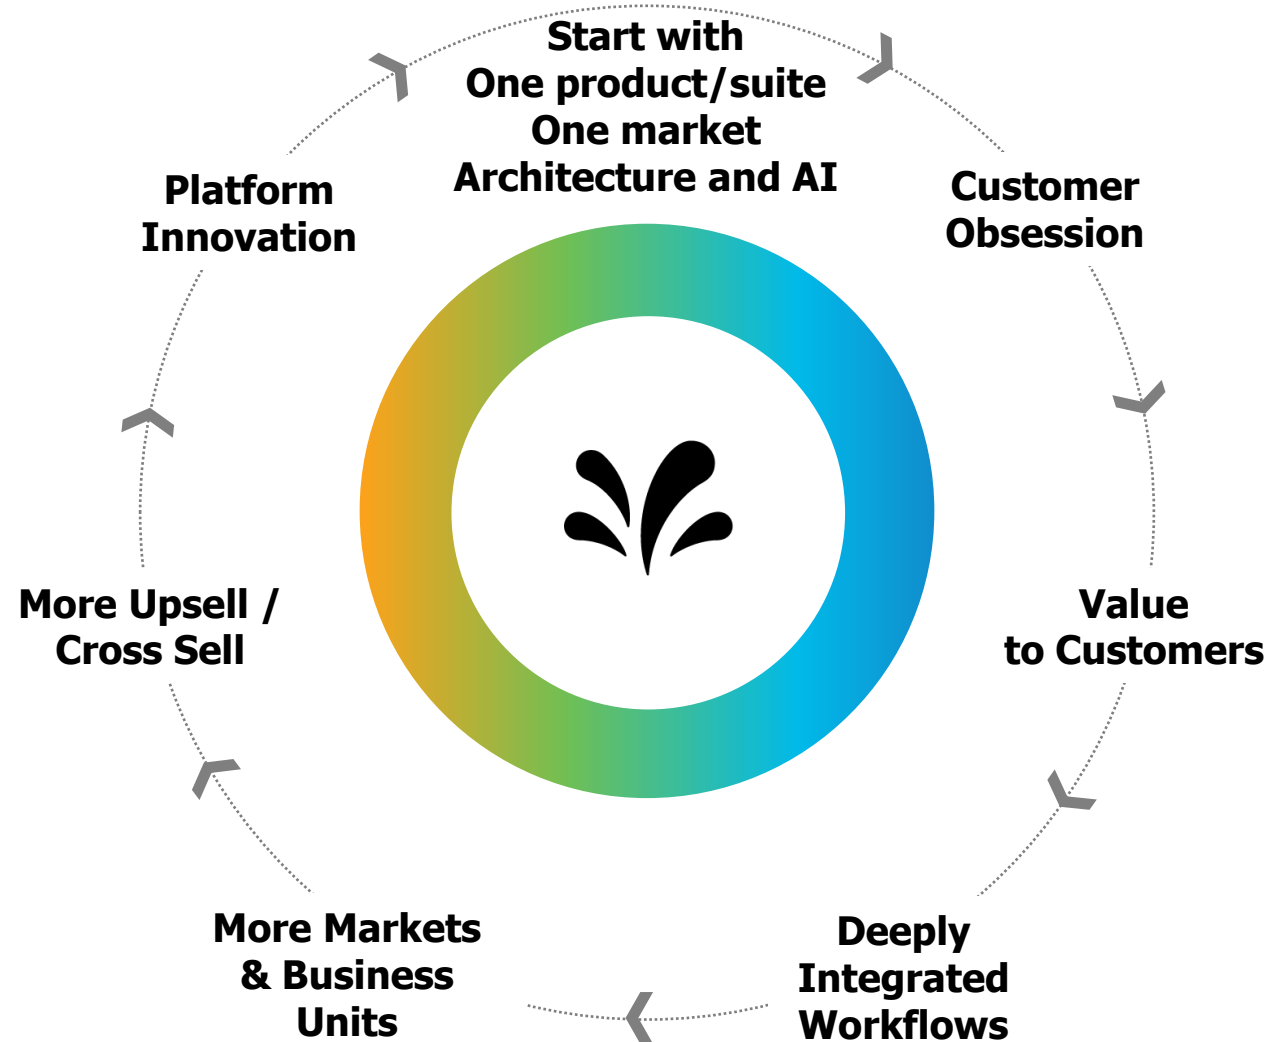 Start with
One product/suite
One market
Architecture and AI
Customer
Obsession
Value
to Customers
Deeply
Integrated
Workflows
More Markets
& Business
Units
More Upsell /
Cross Sell
Platform
Innovation